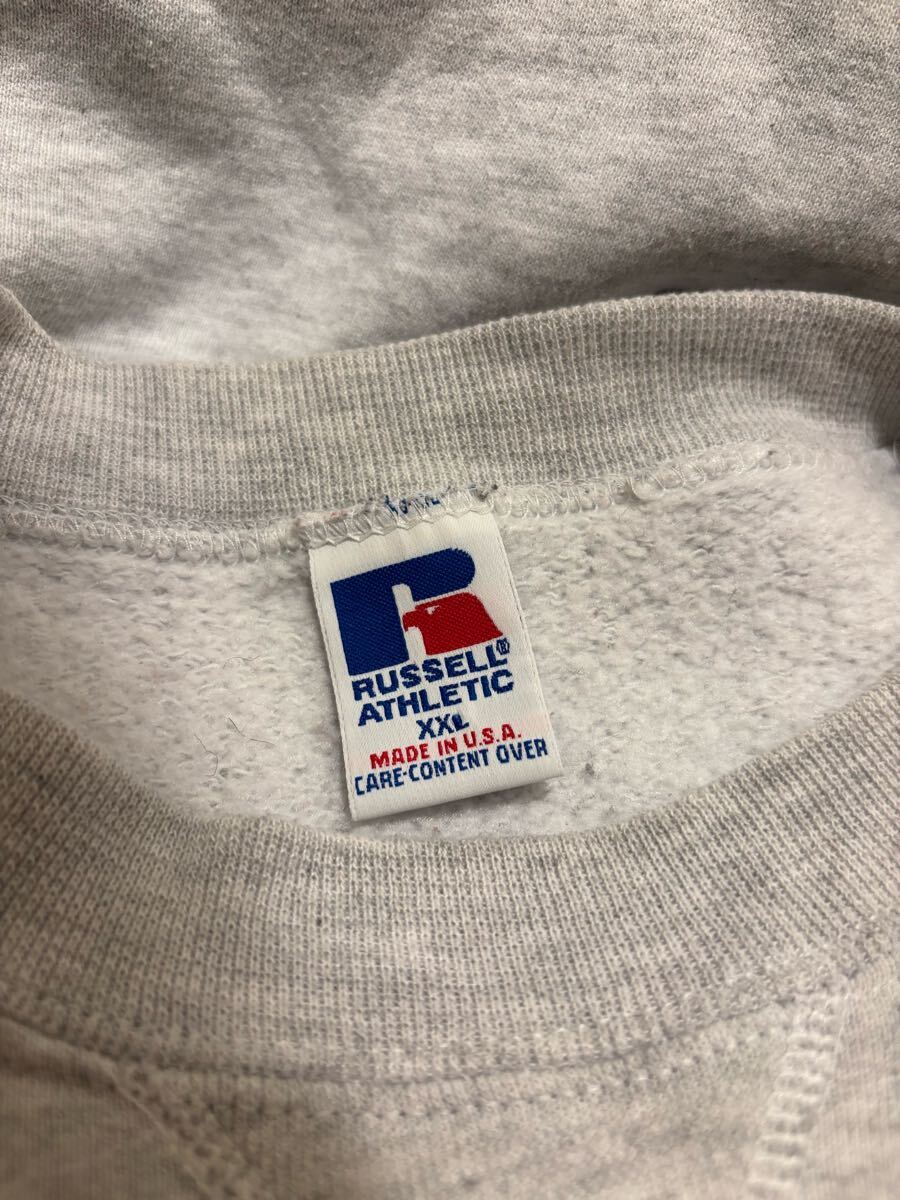 RUSSELL®
ATHLETIC
XXL
MADE IN U.S.A.
CARE-CONTENT OVER